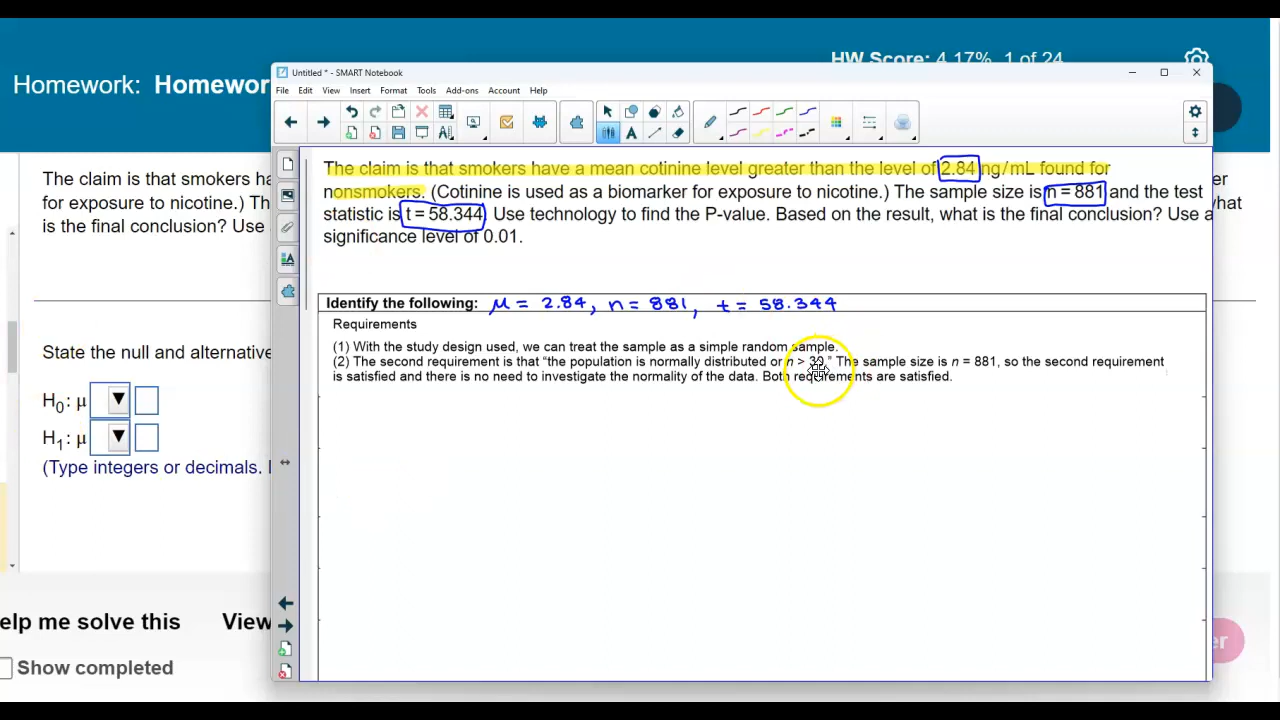 HW Score: 4.17%, 1 of 24
Homework: Homewor
Untitled * - SMART Notebook
File Edit View Insert Format Tools Add-ons Account Help
The claim is that smokers ha
for exposure to nicotine.) Th
is the final conclusion? Use
er
what
The claim is that smokers have a mean cotinine level greater than the level of 2.84 ng/mL found for
nonsmokers. (Cotinine is used as a biomarker for exposure to nicotine.) The sample size is n = 881 and the test
statistic is t = 58.344. Use technology to find the P-value. Based on the result, what is the final conclusion? Use a
significance level of 0.01.
Identify the following: μ = 2.84, n = 881, t = 58.344
Requirements
(1) With the study design used, we can treat the sample as a simple random sample.
(2) The second requirement is that “the population is normally distributed or n > 30.” The sample size is n = 881, so the second requirement
is satisfied and there is no need to investigate the normality of the data. Both requirements are satisfied.
State the null and alternative
H0: μ
H1: μ
(Type integers or decimals.
elp me solve this View
Show completed
er